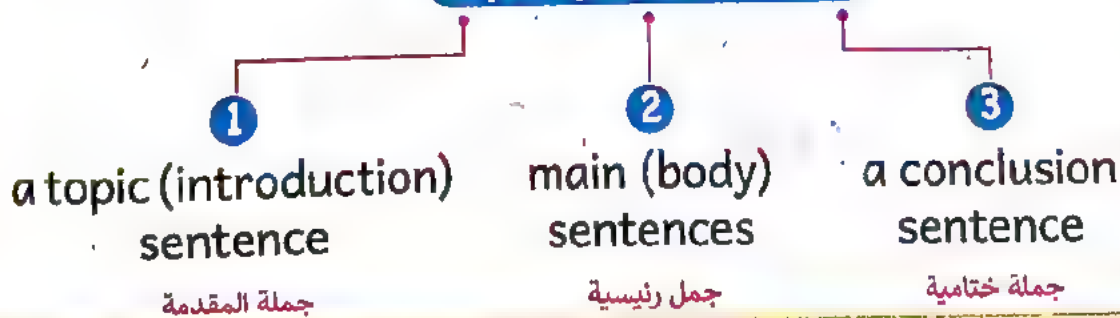 1
a topic (introduction)
sentence
جملة المقدمة
2
main (body)
sentences
جمل رئيسية
3
a conclusion
sentence
جملة ختامية